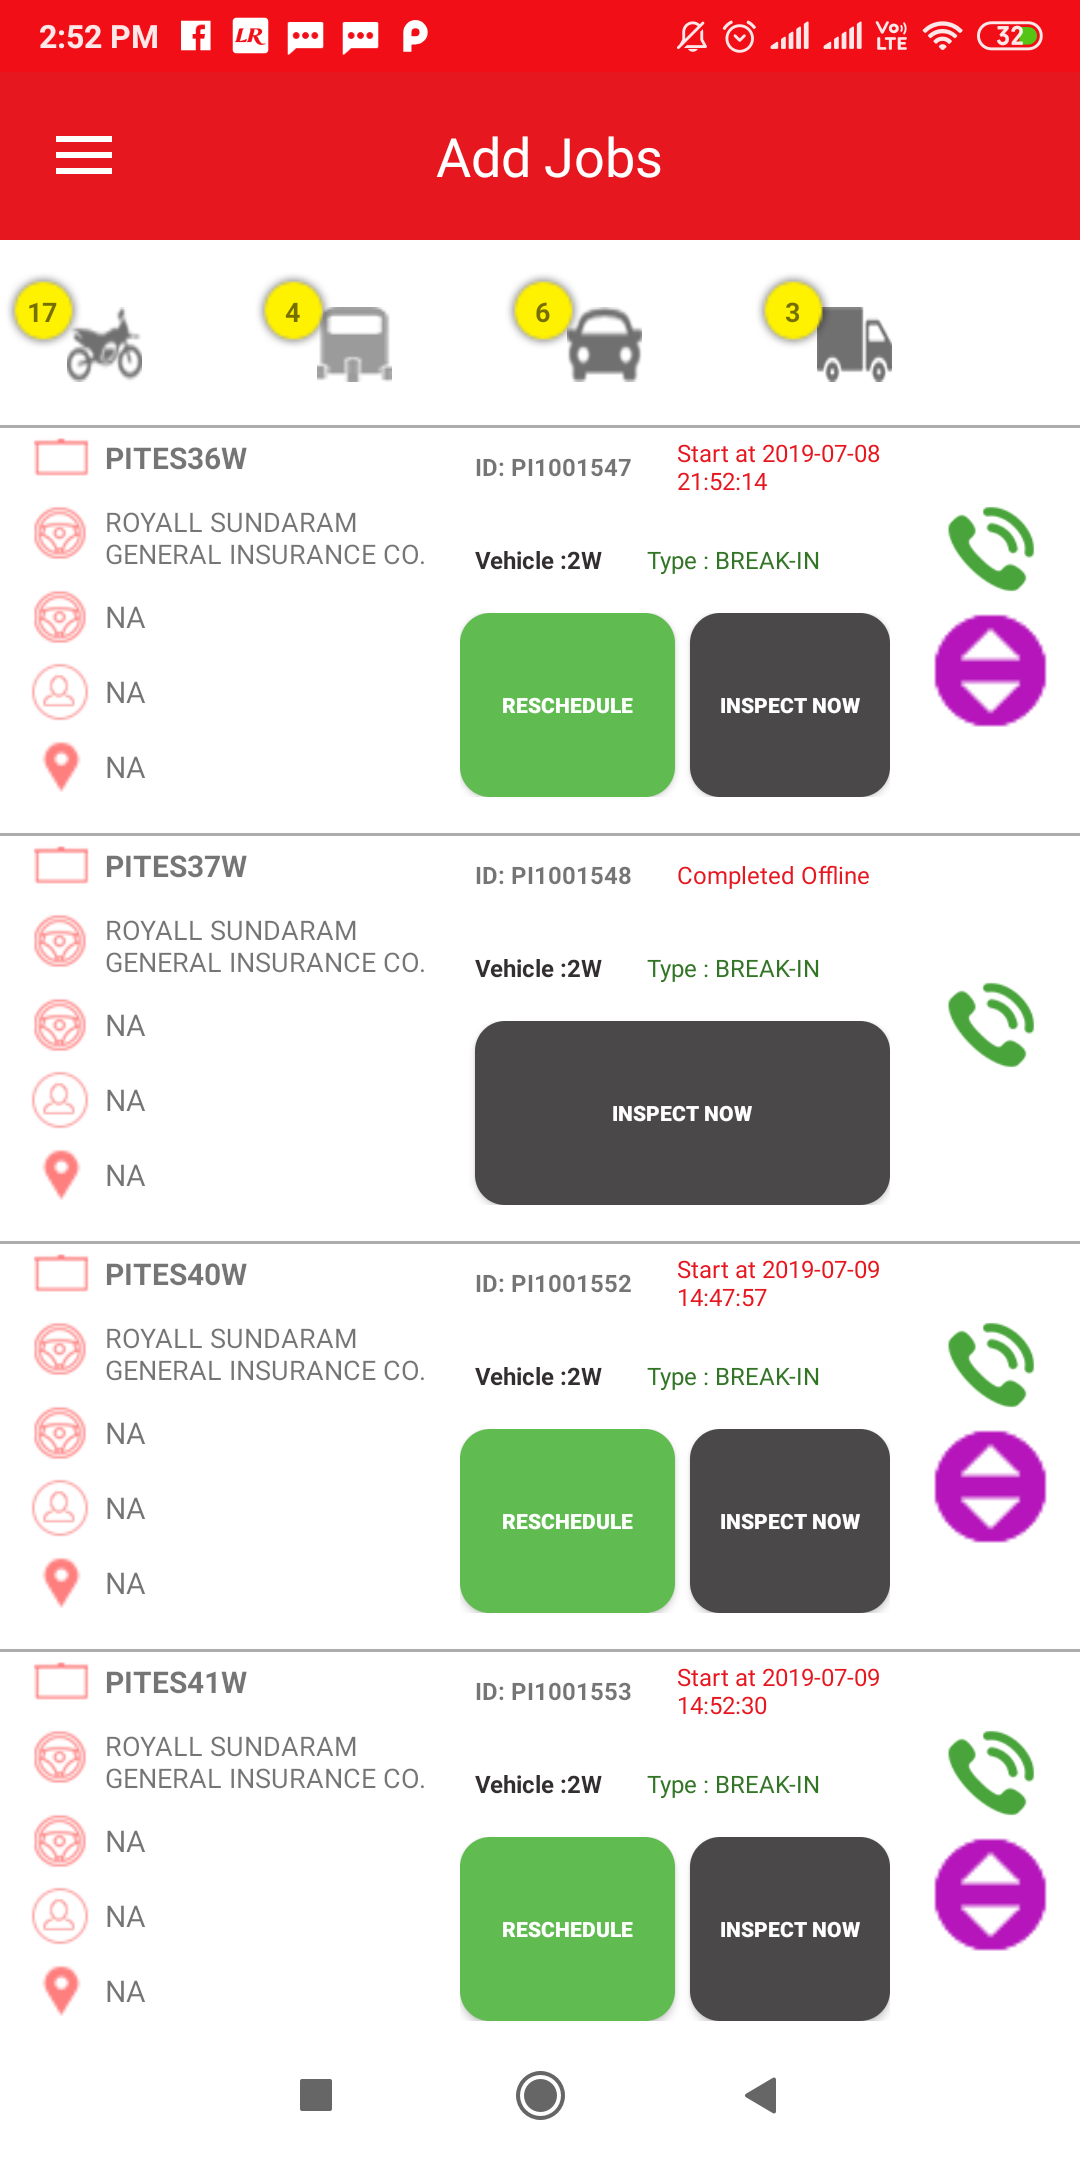 2:52 PM
LR
Vo))
LTE
32
Add Jobs
17
4
6
3
PITES36W
ID: PI1001547
Start at 2019-07-08
21:52:14
ROYALL SUNDARAM
GENERAL INSURANCE CO.
Vehicle :2W
Type : BREAK-IN
NA
NA
NA
RESCHEDULE
INSPECT NOW
PITES37W
ID: PI1001548
Completed Offline
ROYALL SUNDARAM
GENERAL INSURANCE CO.
Vehicle :2W
Type : BREAK-IN
NA
NA
NA
INSPECT NOW
PITES40W
ID: PI1001552
Start at 2019-07-09
14:47:57
ROYALL SUNDARAM
GENERAL INSURANCE CO.
Vehicle :2W
Type : BREAK-IN
NA
NA
NA
RESCHEDULE
INSPECT NOW
PITES41W
ID: PI1001553
Start at 2019-07-09
14:52:30
ROYALL SUNDARAM
GENERAL INSURANCE CO.
Vehicle :2W
Type : BREAK-IN
NA
NA
NA
RESCHEDULE
INSPECT NOW